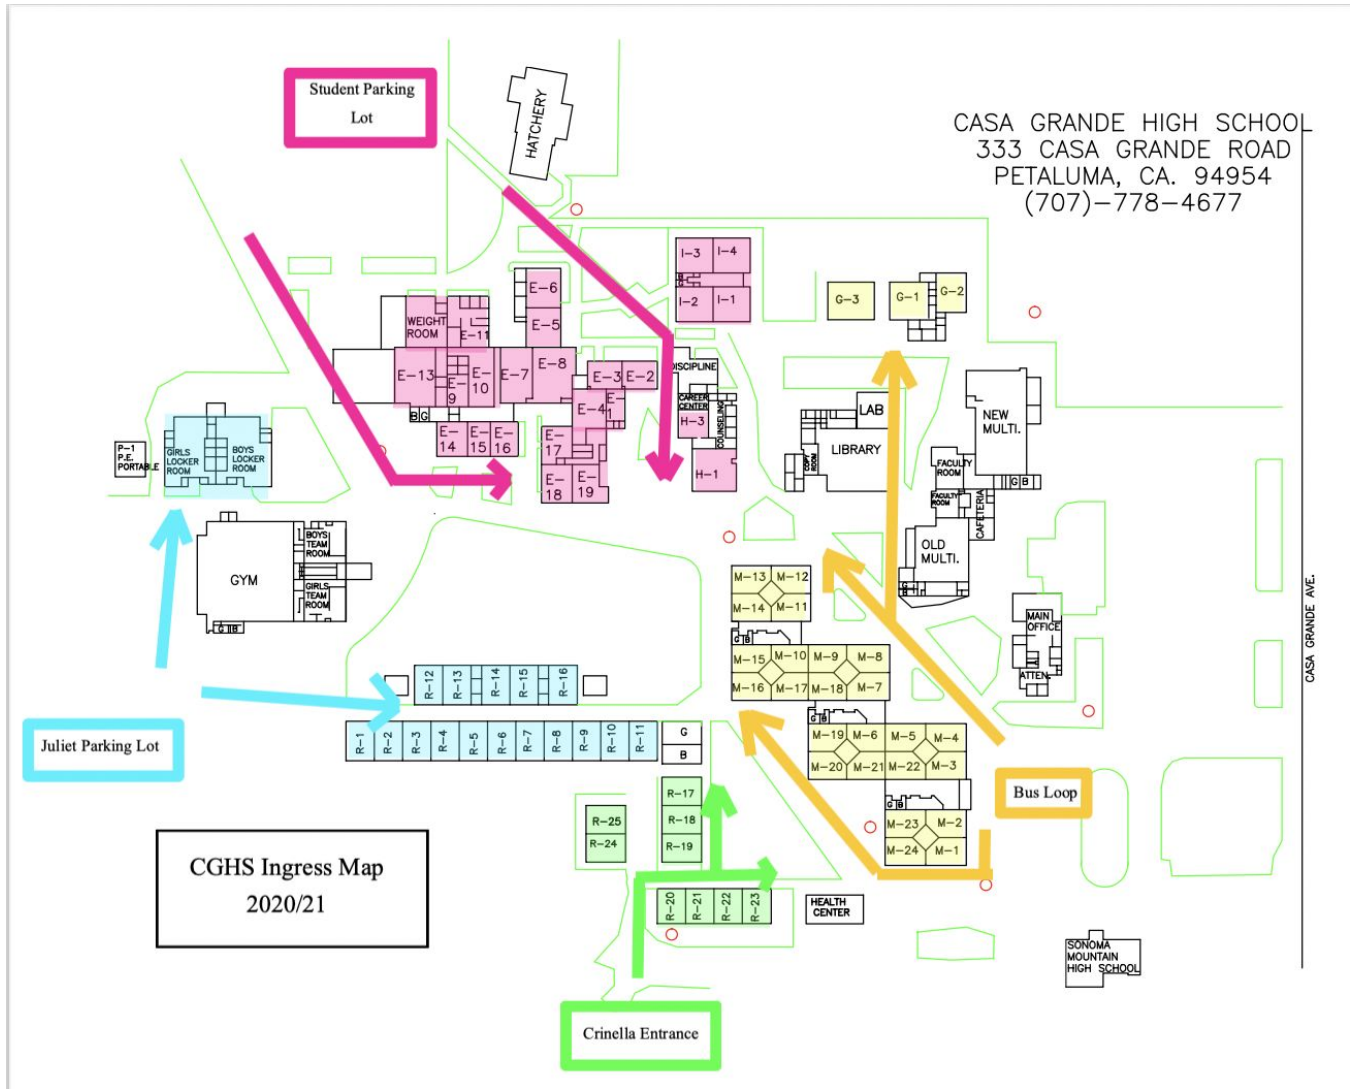 Student Parking
Lot
HATCHERY
CASA GRANDE HIGH SCHOOL
333 CASA GRANDE ROAD
PETALUMA, CA. 94954
(707)-778-4677
I-3
I-4
I-2
I-1
G-3
G-1
G-2
E-6
E-5
WEIGHT
ROOM
E-11
E-13
E-
9
E-
10
E-7
E-8
E-3
E-2
E-4
E-
1
B G
E-
14
E-
15
E-
16
E-
17
E-
18
E-
19
DISCIPLINE
CAREER
CENTER
H-3
COUNSELING
H-1
LAB
LIBRARY
COPY
ROOM
NEW
MULTI.
FACULTY
ROOM
FACULTY
ROOM
G B
CAFETERIA
OLD
MULTI.
G
B
P-1
P.E.
PORTABLE
GIRLS
LOCKER
ROOM
BOYS
LOCKER
ROOM
GYM
BOYS
TEAM
ROOM
GIRLS
TEAM
ROOM
G B
MAIN
OFFICE
ATTEN.
CASA GRANDE AVE.
M-13
M-12
M-14
M-11
G B
M-15
M-10
M-9
M-8
M-16
M-17
M-18
M-7
G B
M-19
M-6
M-5
M-4
M-20
M-21
M-22
M-3
G B
M-23
M-2
M-24
M-1
R-12
R-13
R-14
R-15
R-16
R-1
R-2
R-3
R-4
R-5
R-6
R-7
R-8
R-9
R-10
R-11
G
B
Juliet Parking Lot
Bus Loop
R-17
R-18
R-19
R-25
R-24
R-20
R-21
R-22
R-23
HEALTH
CENTER
CGHS Ingress Map
2020/21
SONOMA
MOUNTAIN
HIGH SCHOOL
Crinella Entrance